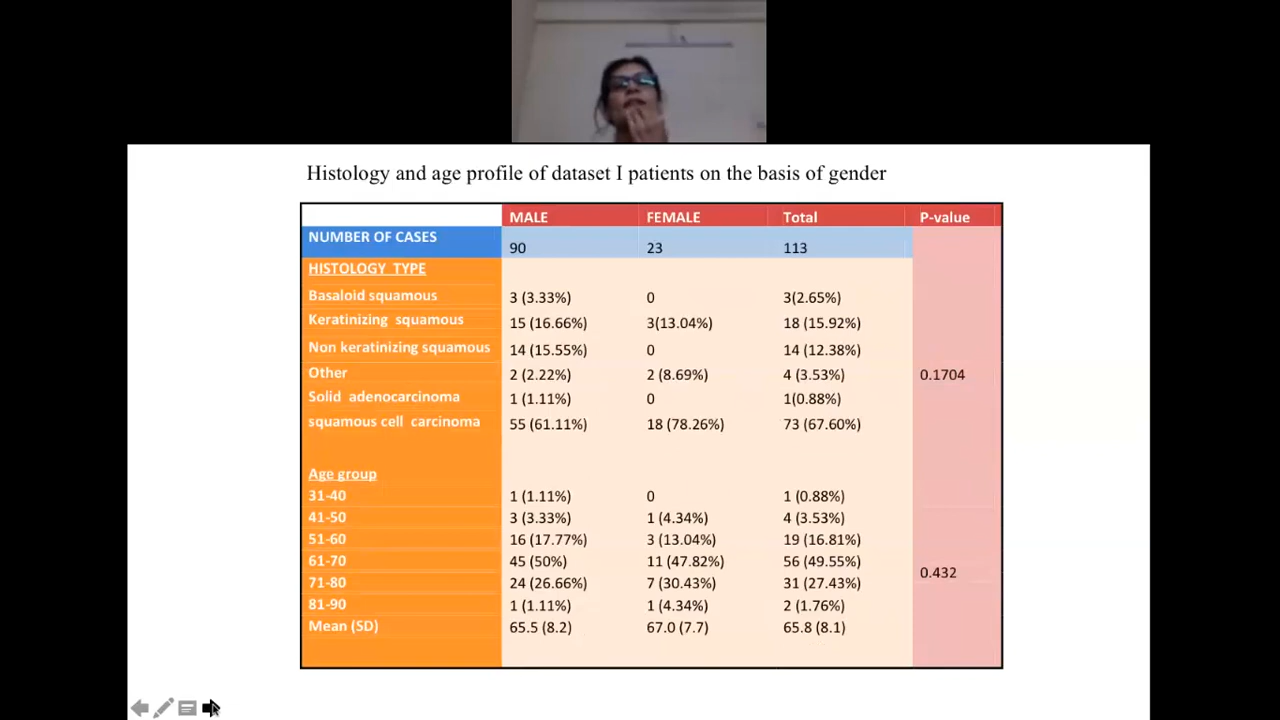 Histology and age profile of dataset I patients on the basis of gender
MALE FEMALE Total P-value
NUMBER OF CASES 90 23 113
HISTOLOGY TYPE
Basaloid squamous 3 (3.33%) 0 3(2.65%)
Keratinizing squamous 15 (16.66%) 3(13.04%) 18 (15.92%)
Non keratinizing squamous 14 (15.55%) 0 14 (12.38%)
Other 2 (2.22%) 2 (8.69%) 4 (3.53%) 0.1704
Solid adenocarcinoma 1 (1.11%) 0 1(0.88%)
squamous cell carcinoma 55 (61.11%) 18 (78.26%) 73 (67.60%)
Age group
31-40 1 (1.11%) 0 1 (0.88%)
41-50 3 (3.33%) 1 (4.34%) 4 (3.53%)
51-60 16 (17.77%) 3 (13.04%) 19 (16.81%)
61-70 45 (50%) 11 (47.82%) 56 (49.55%) 0.432
71-80 24 (26.66%) 7 (30.43%) 31 (27.43%)
81-90 1 (1.11%) 1 (4.34%) 2 (1.76%)
Mean (SD) 65.5 (8.2) 67.0 (7.7) 65.8 (8.1)